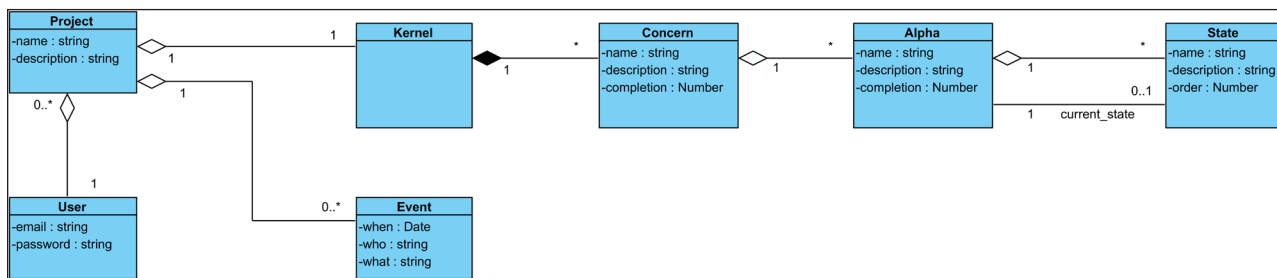 Project
-name : string
-description : string
1
1
1
0..*
1
User
-email : string
-password : string
Kernel
1
*
0..*
Event
-when : Date
-who : string
-what : string
Concern
-name : string
-description : string
-completion : Number
1
*
Alpha
-name : string
-description : string
-completion : Number
1
*
0..1
1
current_state
State
-name : string
-description : string
-order : Number